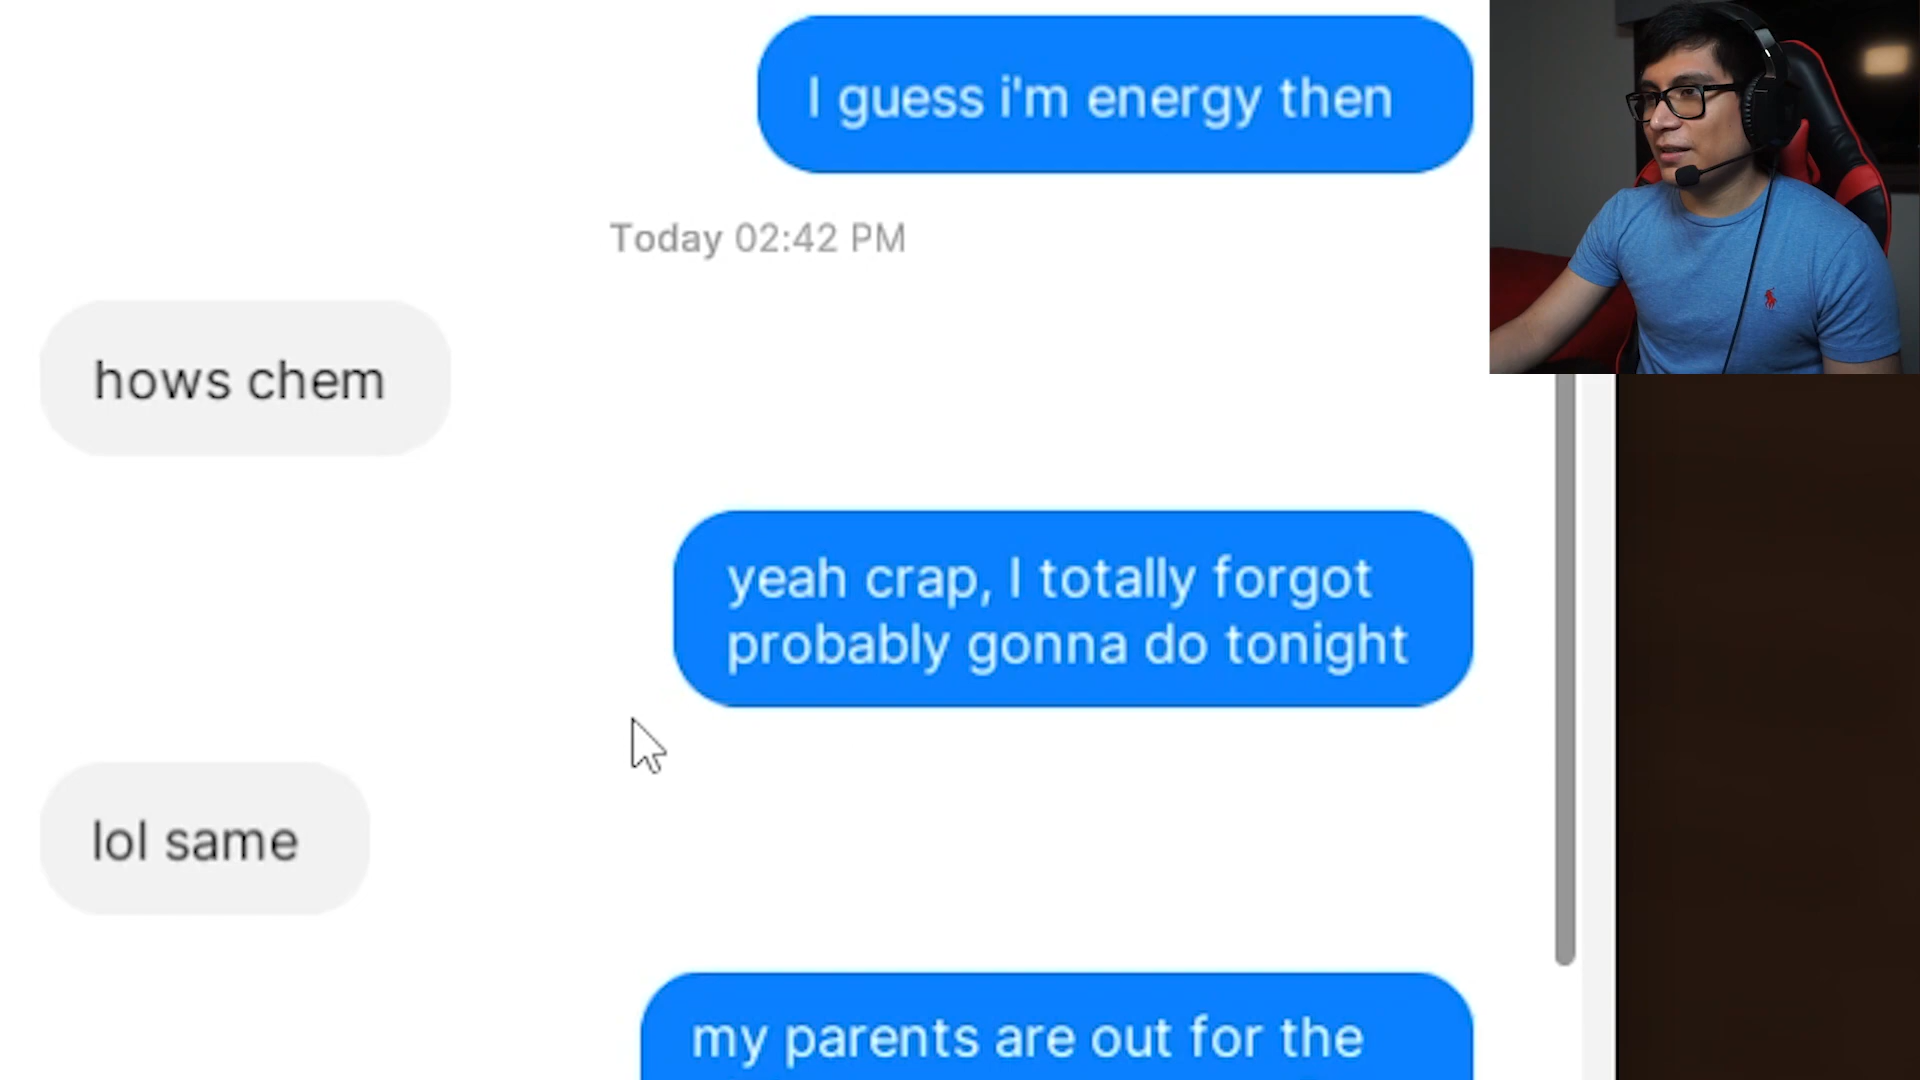 I guess i'm energy then
Today 02:42 PM
hows chem
yeah crap, I totally forgot
probably gonna do tonight
lol same
my parents are out for the